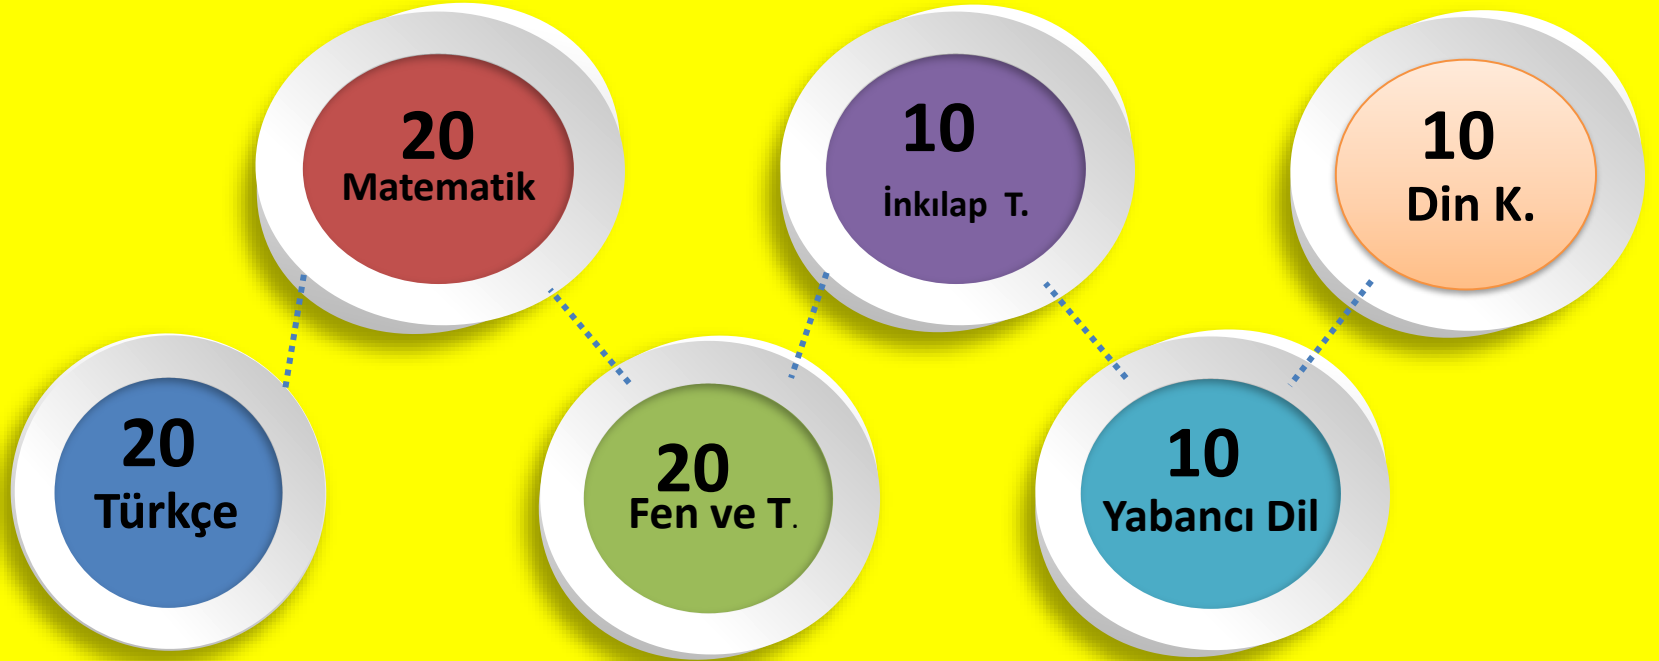 20
Türkçe
20
Matematik
20
Fen ve T.
10
İnkılap T.
10
Yabancı Dil
10
Din K.